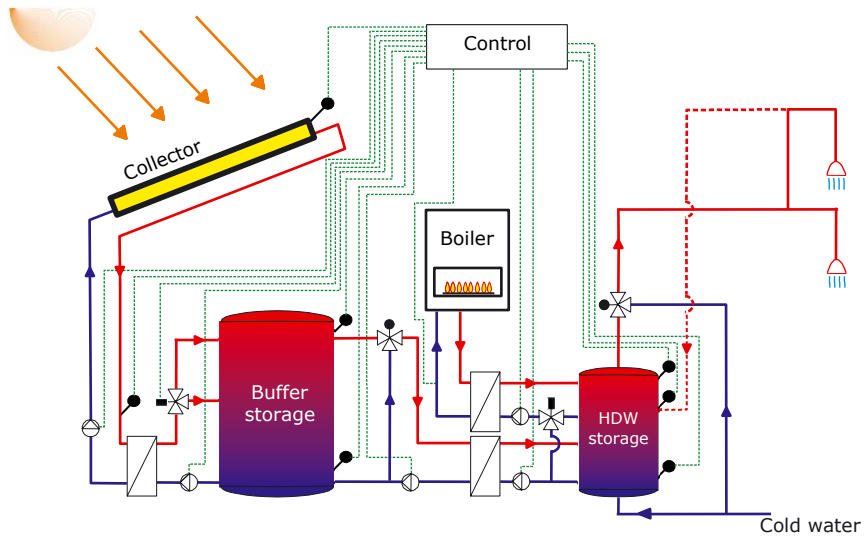 Control
Collector
Boiler
Buffer
storage
HDW
storage
Cold water